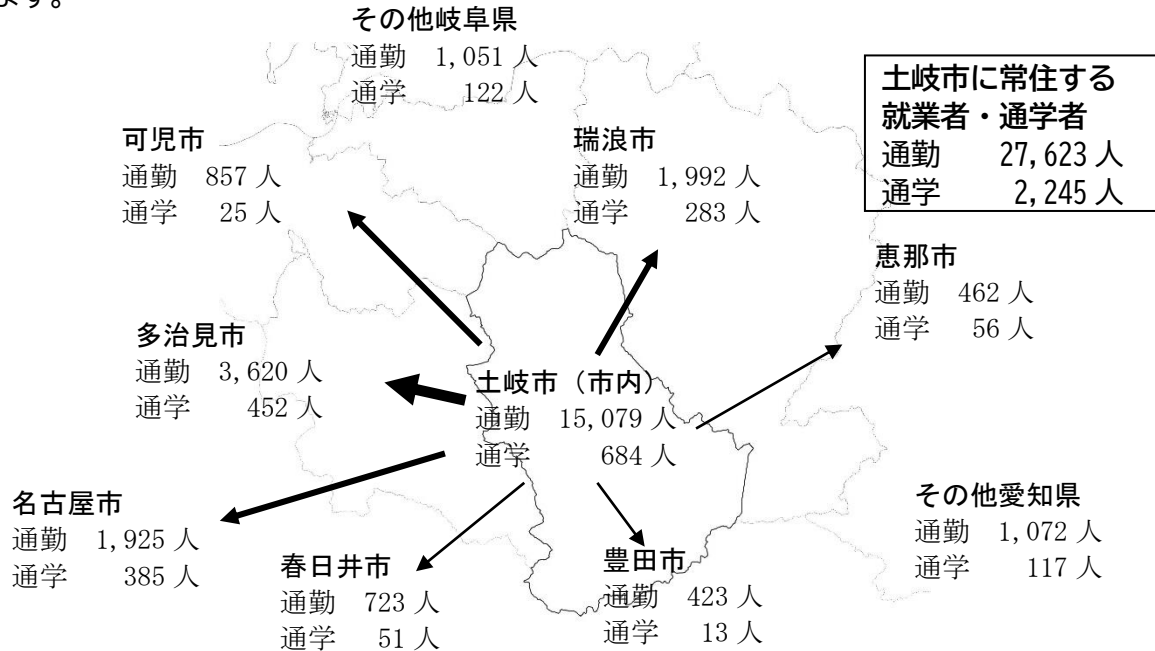 ます。
その他岐阜県
通勤 1,051 人
通学 122 人
土岐市に常住する
就業者・通学者
通勤 27,623 人
通学 2,245 人
可児市
通勤 857 人
通学 25 人
瑞浪市
通勤 1,992 人
通学 283 人
恵那市
通勤 462 人
通学 56 人
多治見市
通勤 3,620 人
通学 452 人
土岐市（市内）
通勤 15,079 人
通学 684 人
名古屋市
通勤 1,925 人
通学 385 人
春日井市
通勤 723 人
通学 51 人
豊田市
通勤 423 人
通学 13 人
その他愛知県
通勤 1,072 人
通学 117 人